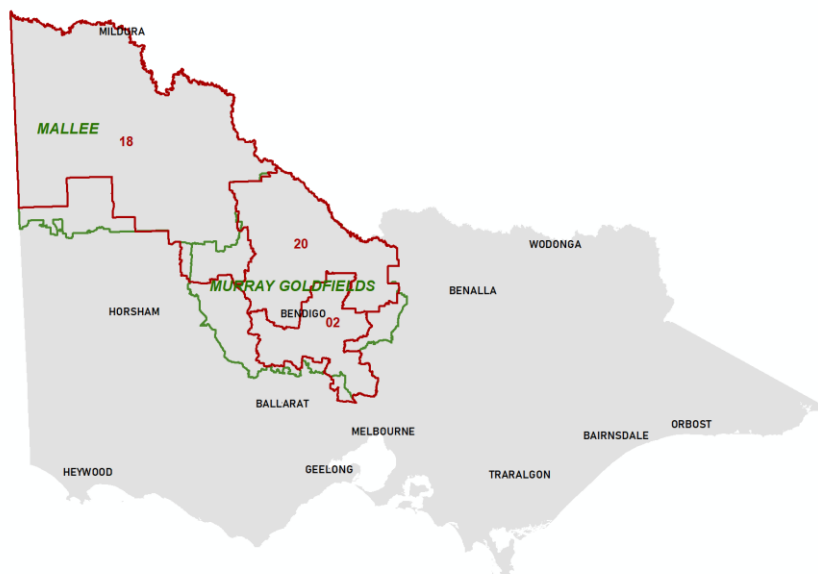 MILDURA
MALLEE
18
20
WODONGA
MURRAY GOLDFIELDS
BENALLA
HORSHAM
BENDIGO
02
BALLARAT
MELBOURNE
ORBOST
BAIRNSDALE
HEYWOOD
GEELONG
TRARALGON